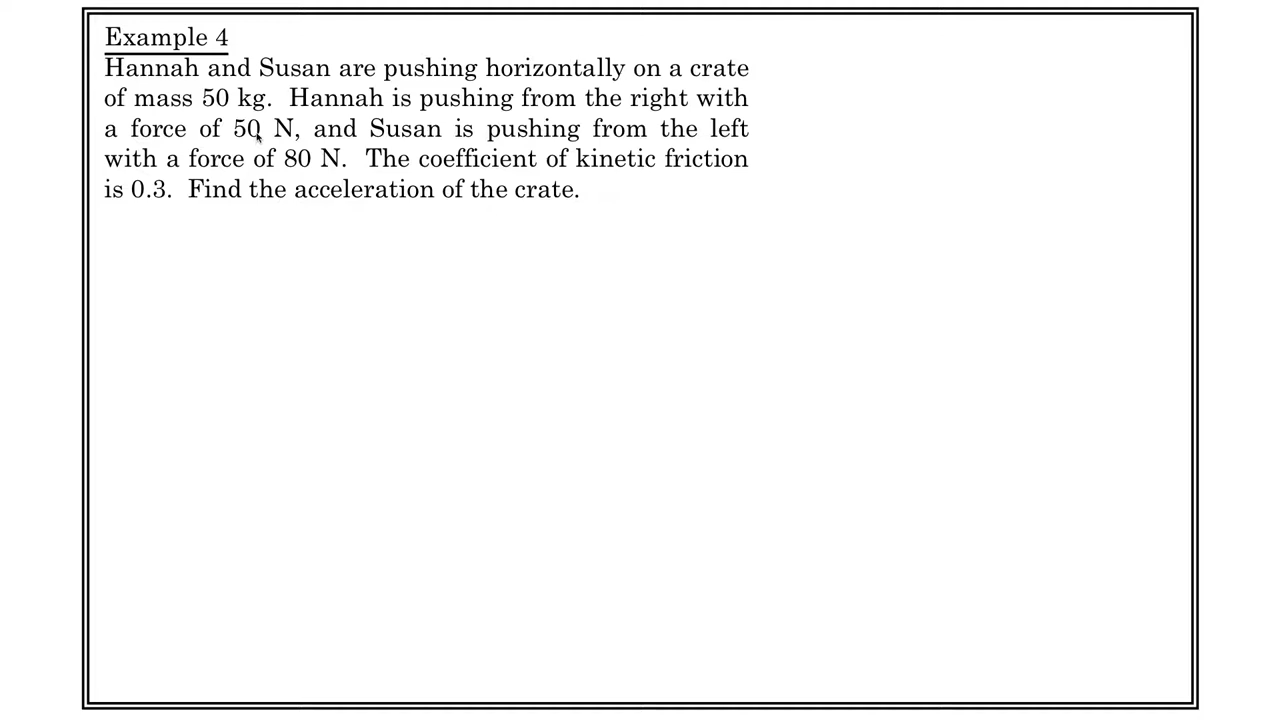 Example 4
Hannah and Susan are pushing horizontally on a crate
of mass 50 kg. Hannah is pushing from the right with
a force of 50 N, and Susan is pushing from the left
with a force of 80 N. The coefficient of kinetic friction
is 0.3. Find the acceleration of the crate.